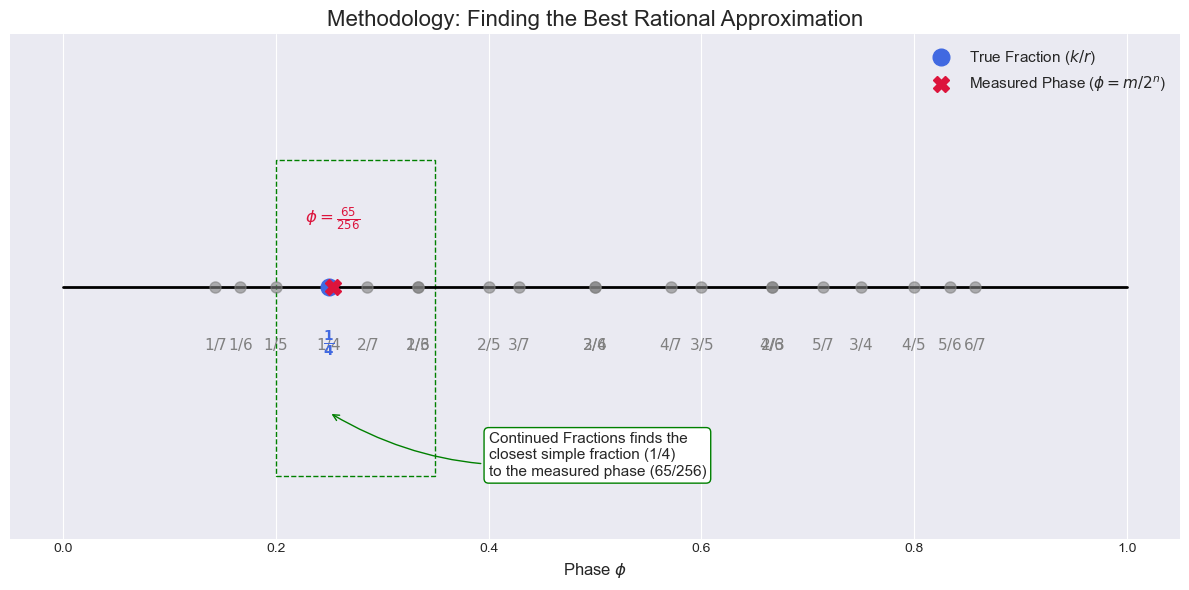 Methodology: Finding the Best Rational Approximation
True Fraction (k/r)
Measured Phase (ϕ = m/2ⁿ)
ϕ = 65/256
1/7 1/6 1/5 2/7 2/5 3/7 4/7 3/5 5/7 3/4 4/5 5/6 6/7
1/4
Continued Fractions finds the
closest simple fraction (1/4)
to the measured phase (65/256)
0.0 0.2 0.4 0.6 0.8 1.0
Phase ϕ